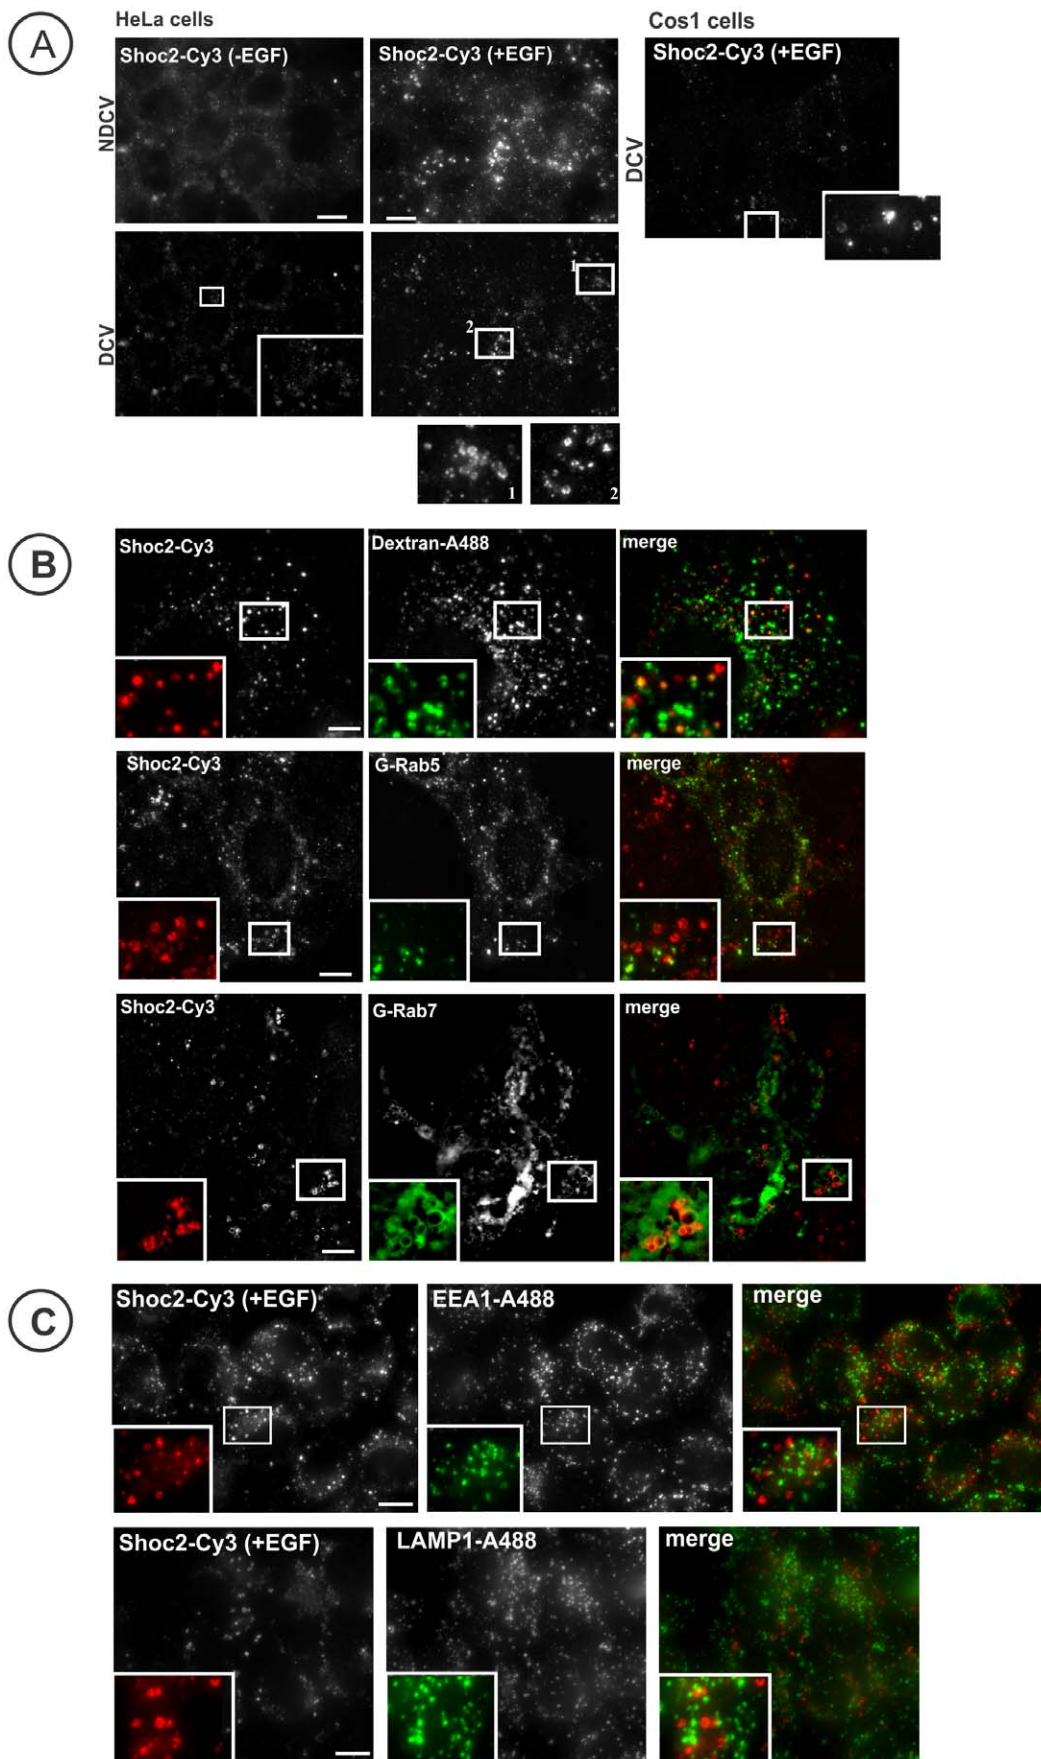 A
HeLa cells
Cos1 cells
Shoc2-Cy3 (-EGF)
Shoc2-Cy3 (+EGF)
Shoc2-Cy3 (+EGF)
NDCV
DCV
DCV
1
2
1
2
B
Shoc2-Cy3
Dextran-A488
merge
Shoc2-Cy3
G-Rab5
merge
Shoc2-Cy3
G-Rab7
merge
C
Shoc2-Cy3 (+EGF)
EEA1-A488
merge
Shoc2-Cy3 (+EGF)
LAMP1-A488
merge